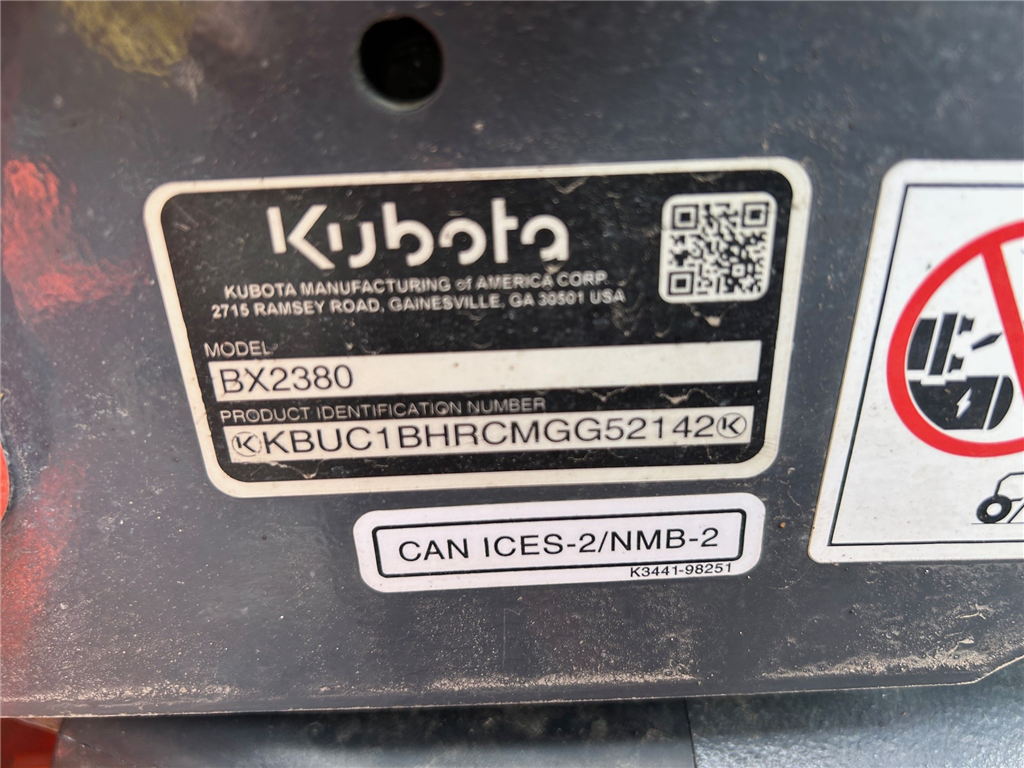 Kubota
KUBOTA MANUFACTURING of AMERICA CORP.
2715 RAMSEY ROAD, GAINESVILLE, GA 30501 USA
MODEL
BX2380
PRODUCT IDENTIFICATION NUMBER
KBUC1BHRCMGG52142
CAN ICES-2/NMB-2
K3441-98251